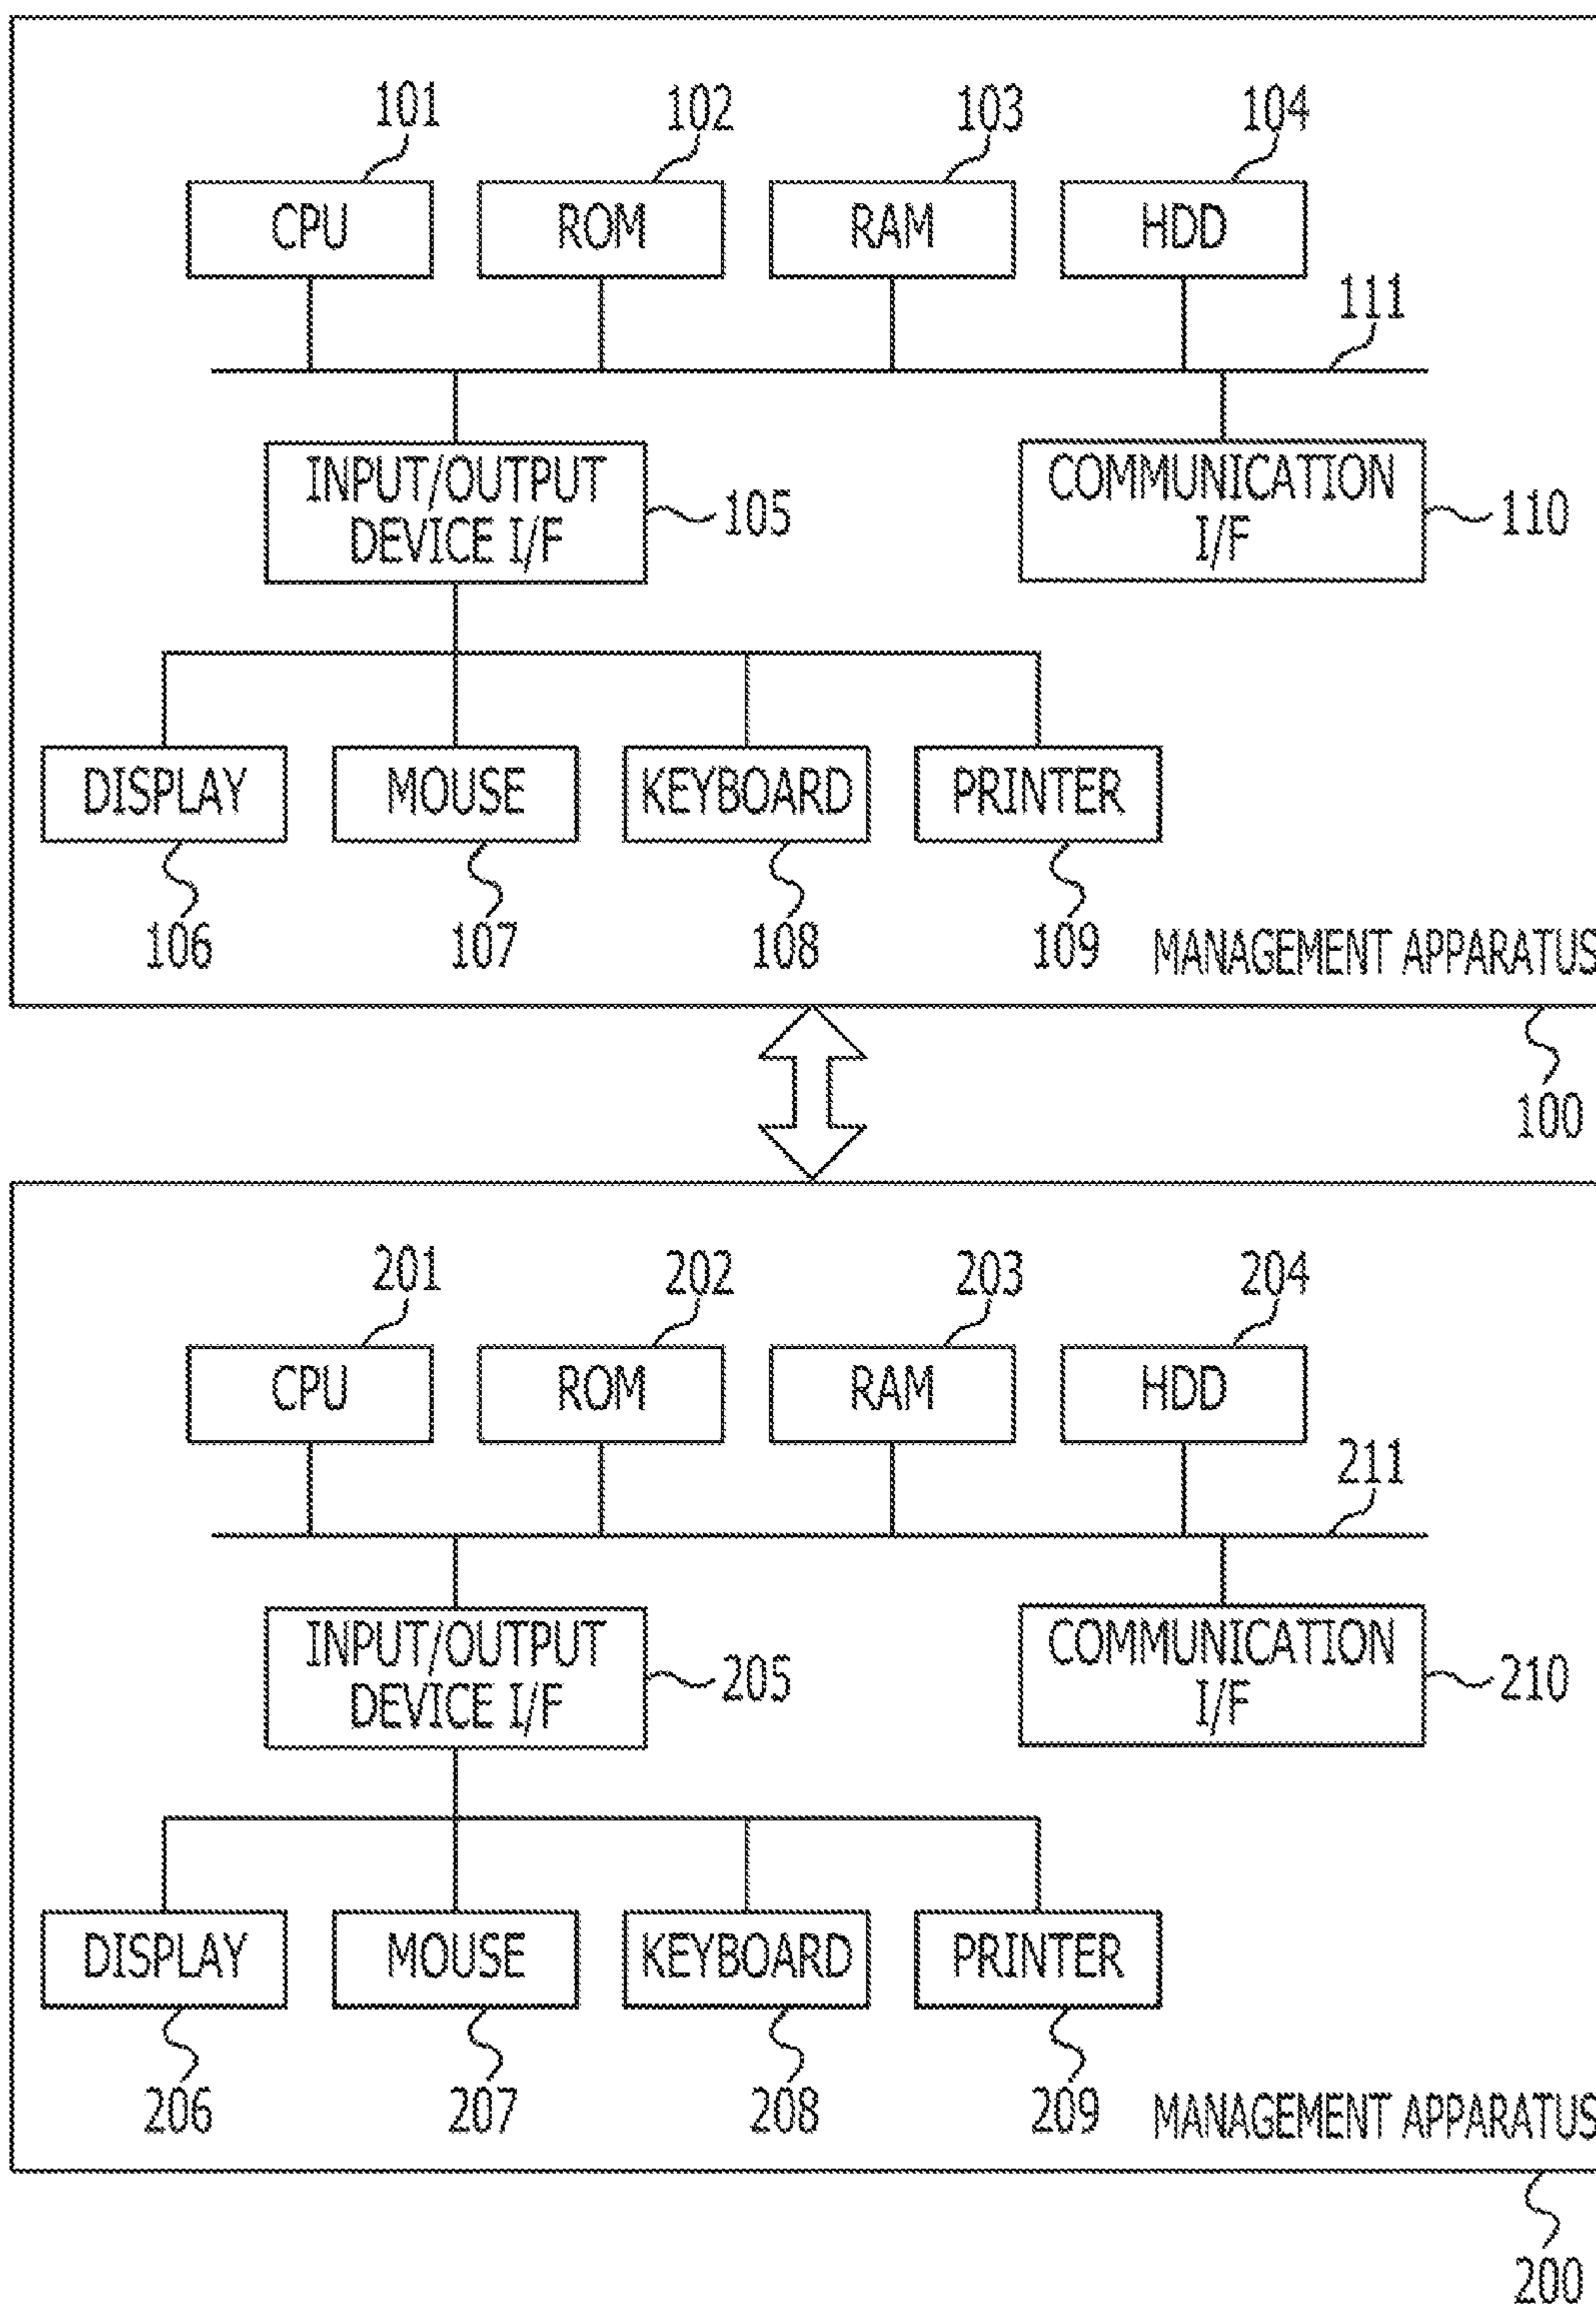 101 102 103 104
CPU ROM RAM HDD
111
INPUT/OUTPUT
DEVICE I/F
105
COMMUNICATION
I/F
110
DISPLAY MOUSE KEYBOARD PRINTER
106 107 108 109
MANAGEMENT APPARATUS
100
201 202 203 204
CPU ROM RAM HDD
211
INPUT/OUTPUT
DEVICE I/F
205
COMMUNICATION
I/F
210
DISPLAY MOUSE KEYBOARD PRINTER
206 207 208 209
MANAGEMENT APPARATUS
200